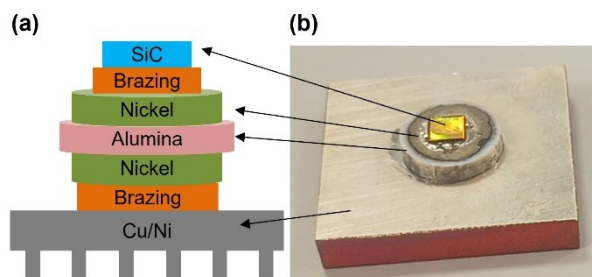 (a)
(b)
SiC
Brazing
Nickel
Alumina
Nickel
Brazing
Cu/Ni